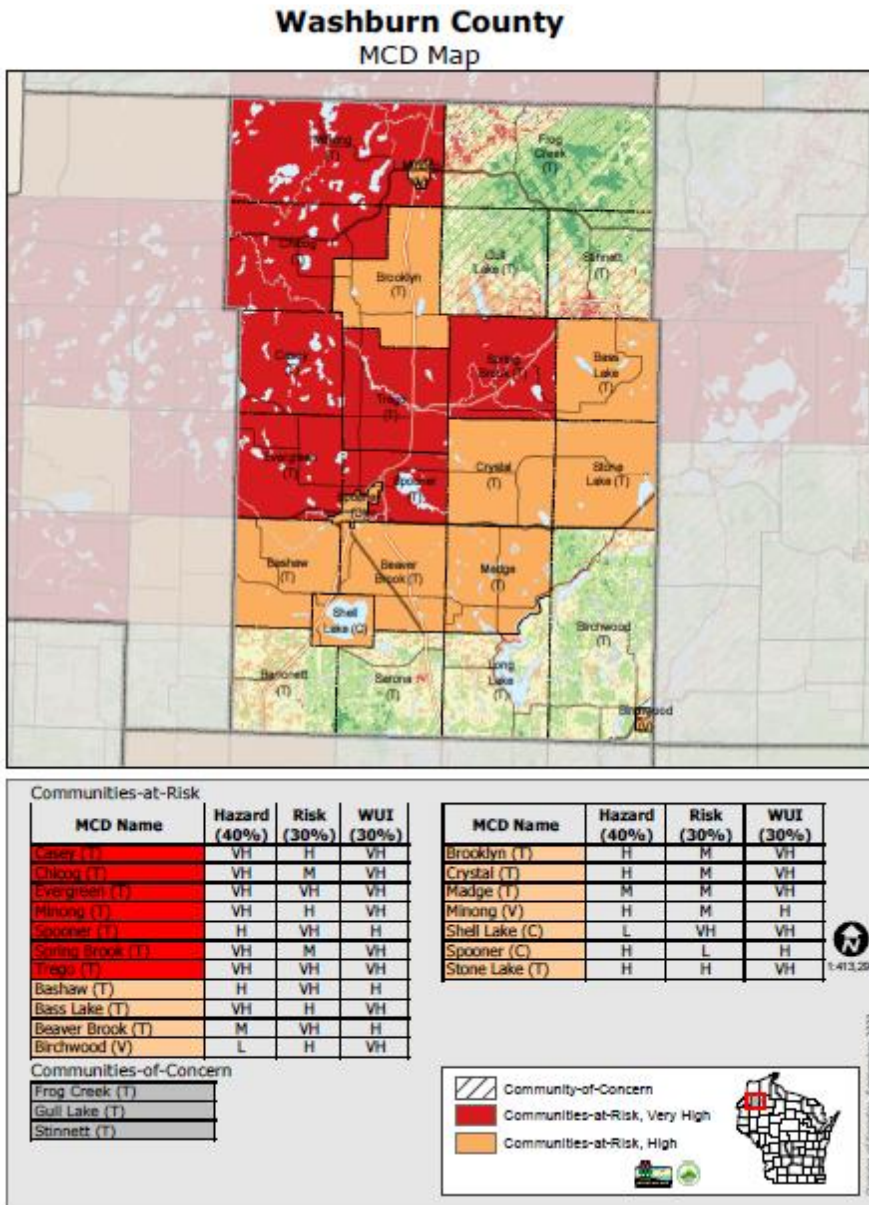 Washburn County
MCD Map
Minong
(T)
Frog
Creek
(T)
Minong
(V)
Chicog
(T)
Gull
Lake (T)
Stinnett
(T)
Brooklyn
(T)
Casey
(T)
Spring
Brook (T)
Bass
Lake
(T)
Trego
(T)
Evergreen
(T)
Spooner
(T)
Crystal
(T)
Stone
Lake (T)
Spooner
(C)
Bashaw
(T)
Beaver
Brook (T)
Madge
(T)
Shell
Lake (C)
Birchwood
(T)
Barronett
(T)
Sarona
(T)
Long
Lake
(T)
Birchwood
(V)
Communities-at-Risk
MCD Name Hazard (40%) Risk (30%) WUI (30%)
Casey (T) VH H VH
Chicog (T) VH M VH
Evergreen (T) VH VH VH
Minong (T) VH H VH
Spooner (T) H VH H
Spring Brook (T) VH M VH
Trego (T) VH VH VH
Bashaw (T) H VH H
Bass Lake (T) VH H VH
Beaver Brook (T) M VH H
Birchwood (V) L H VH
MCD Name Hazard (40%) Risk (30%) WUI (30%)
Brooklyn (T) H M VH
Crystal (T) H M VH
Madge (T) M M VH
Minong (V) H M H
Shell Lake (C) L VH VH
Spooner (C) H L H
Stone Lake (T) H H VH
N
1:413,29
Communities-of-Concern
Frog Creek (T)
Gull Lake (T)
Stinnett (T)
Community-of-Concern
Communities-at-Risk, Very High
Communities-at-Risk, High